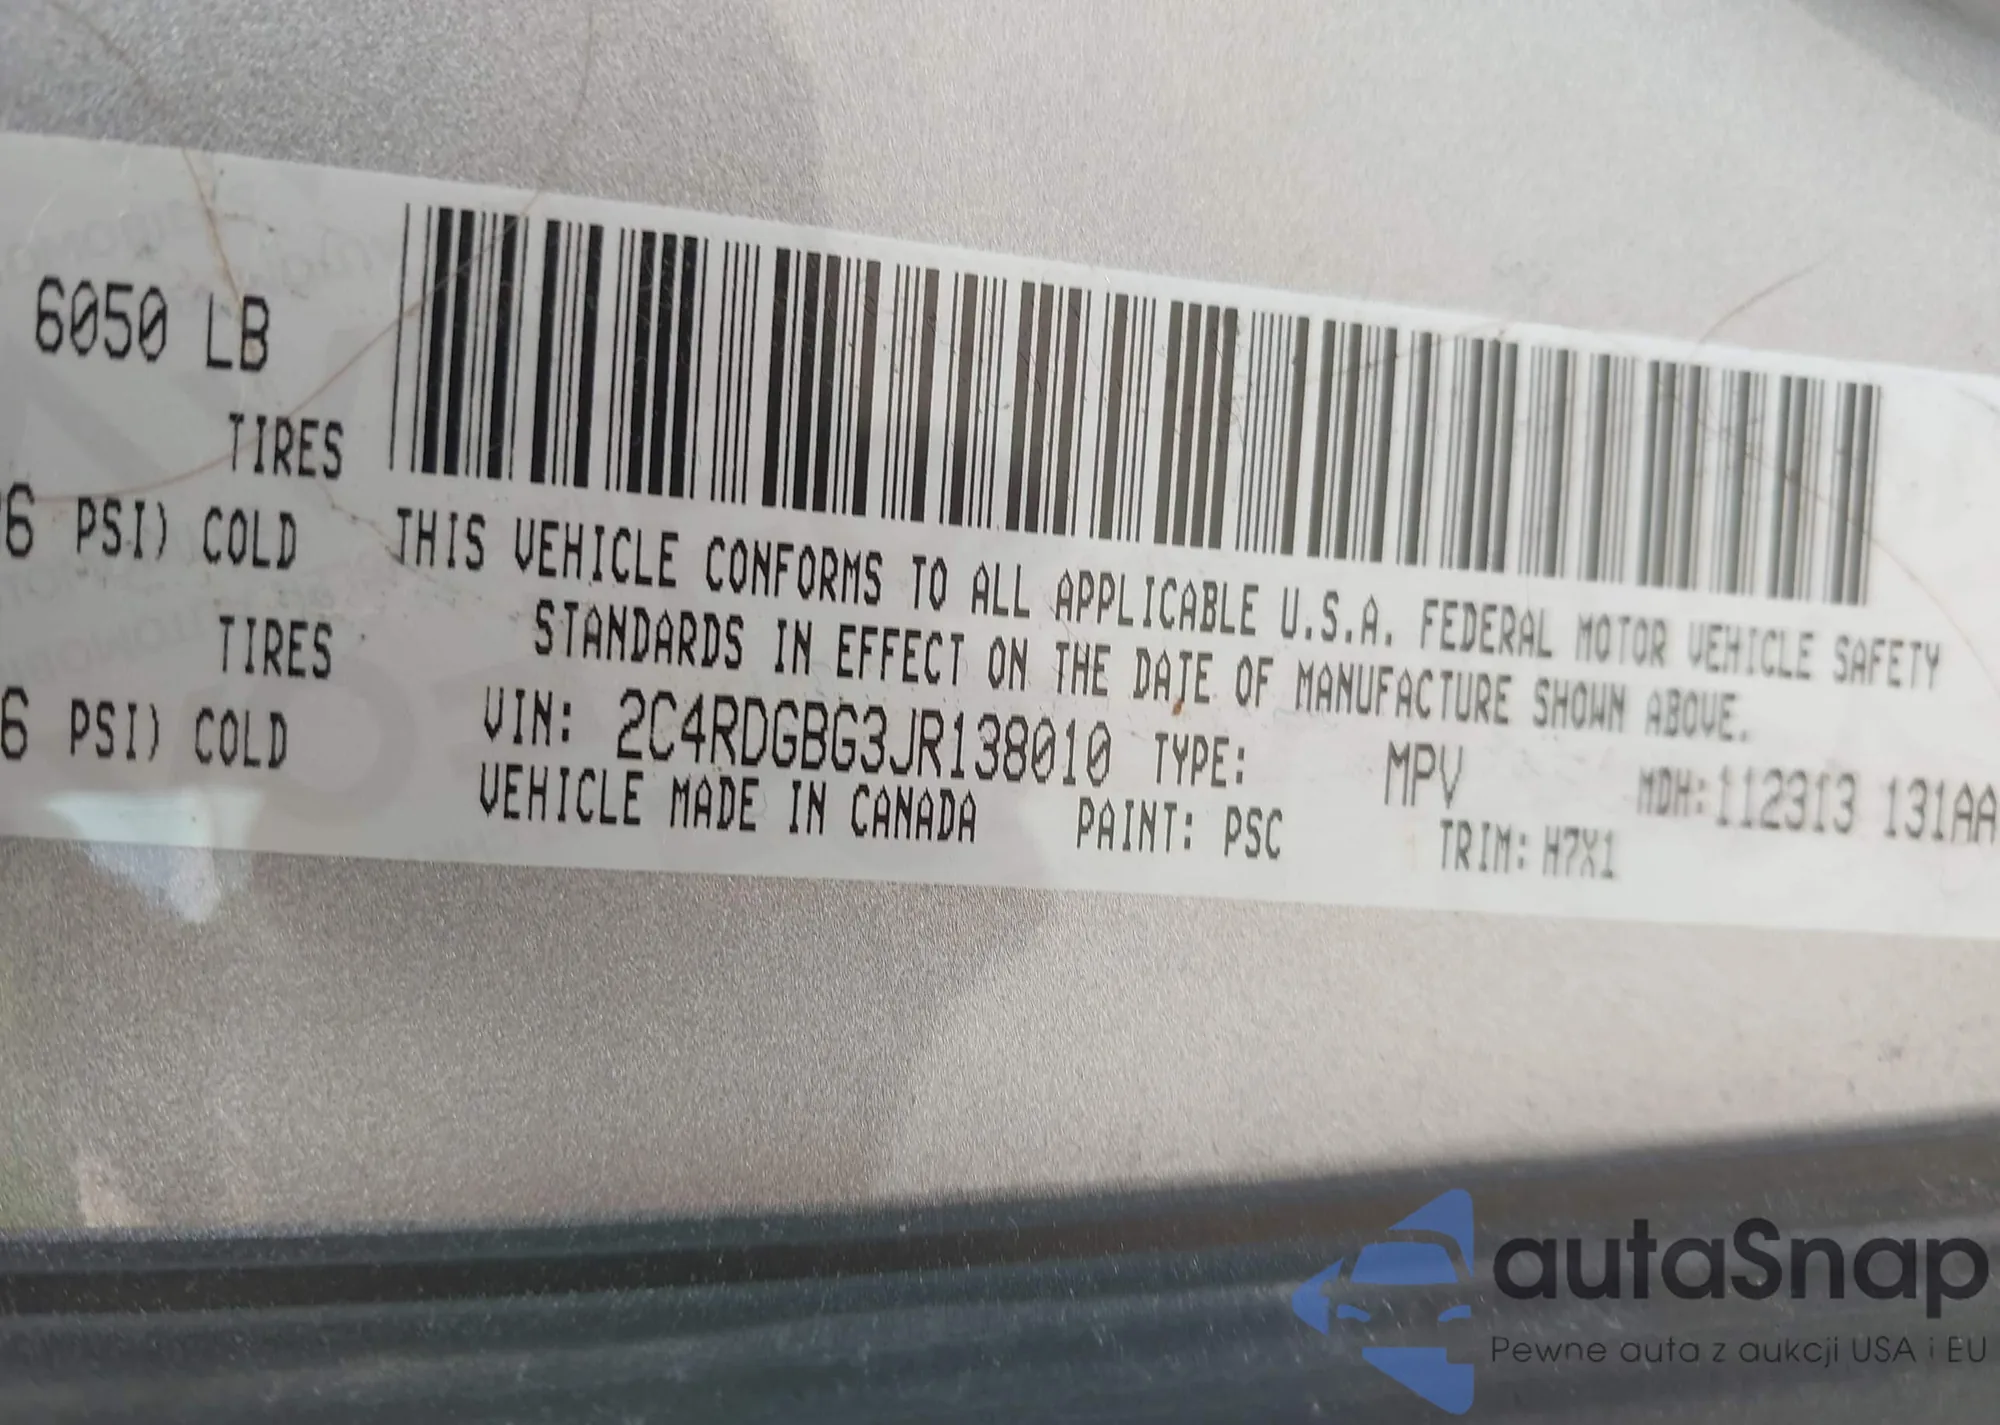 6050 LB
TIRES
6 PSI) COLD
TIRES
6 PSI) COLD
THIS VEHICLE CONFORMS TO ALL APPLICABLE U.S.A. FEDERAL MOTOR VEHICLE SAFETY
STANDARDS IN EFFECT ON THE DATE OF MANUFACTURE SHOWN ABOVE.
VIN: 2C4RDGBG3JR138010 TYPE: MPV MDH:112313 131AA
VEHICLE MADE IN CANADA PAINT: PSC TRIM: H7X1
autaSnap
Pewne auta z aukcji USA i EU